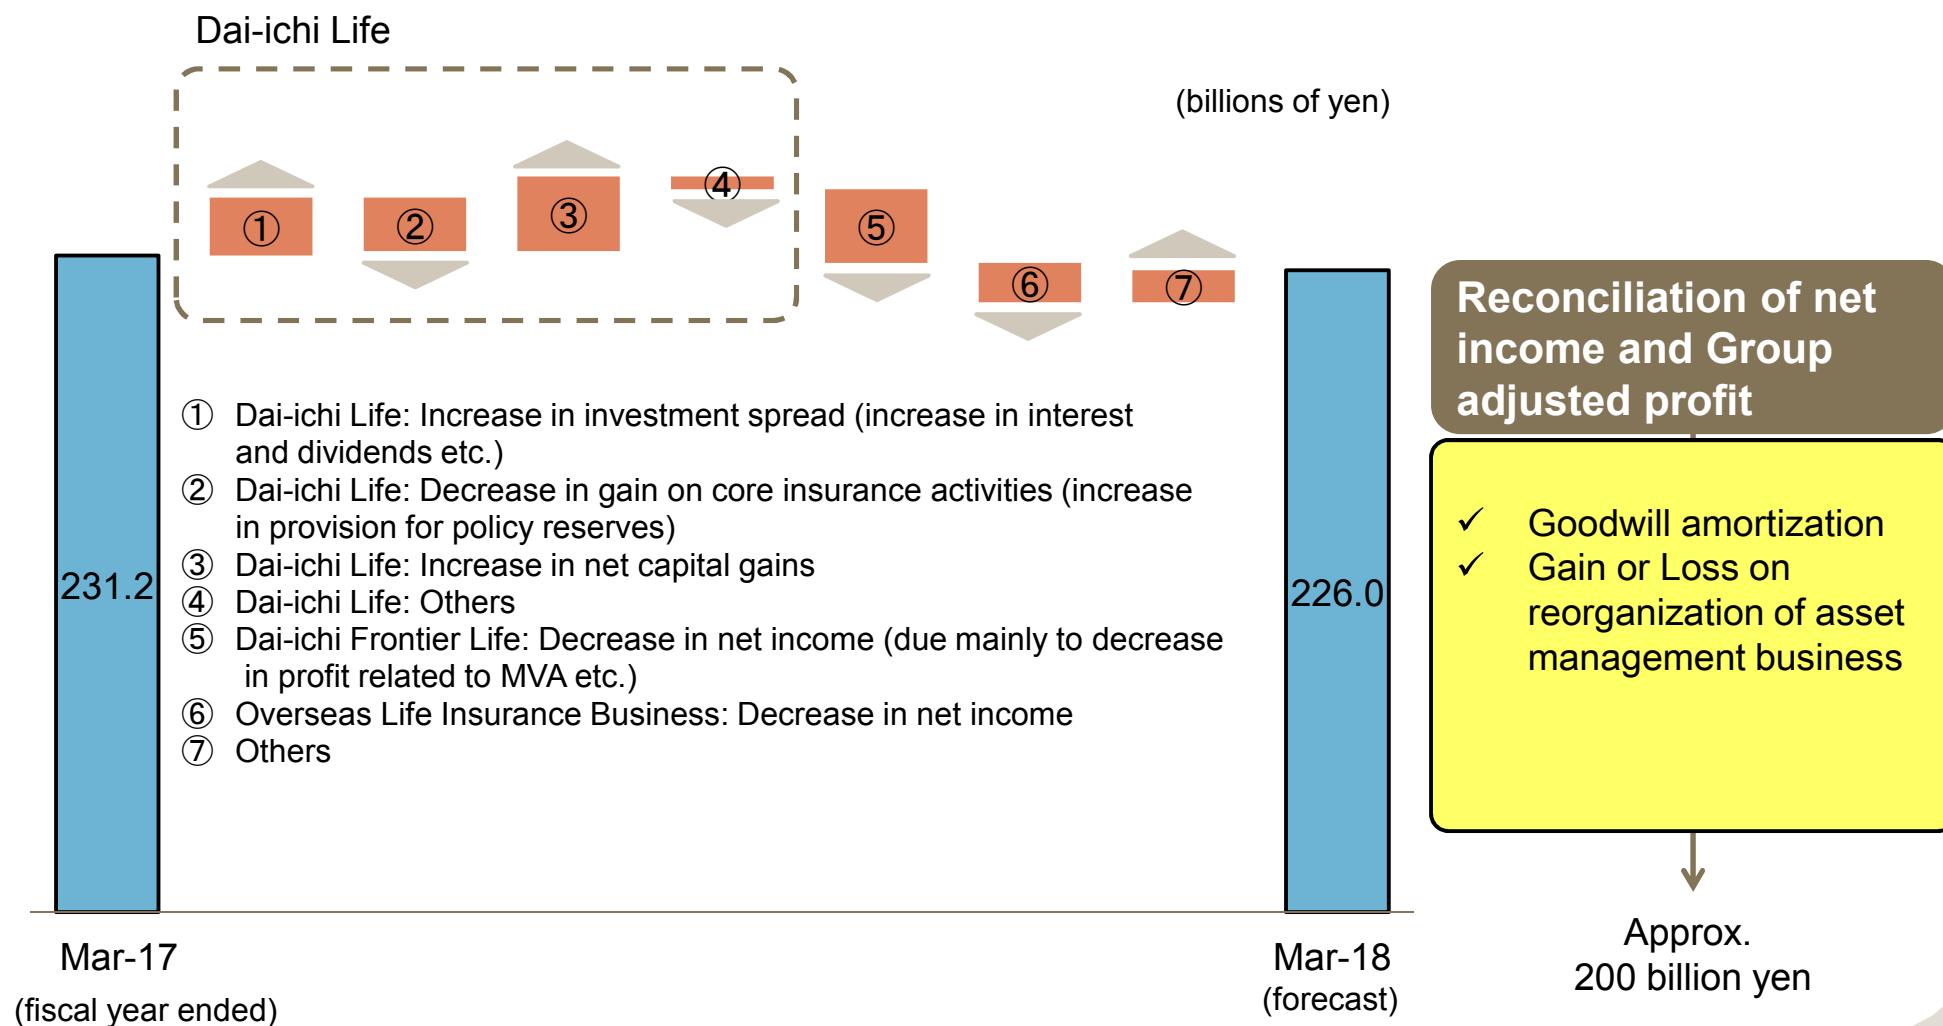 Dai-ichi Life
(billions of yen)
①
②
③
④
⑤
⑥
⑦
231.2
226.0
① Dai-ichi Life: Increase in investment spread (increase in interest
and dividends etc.)
② Dai-ichi Life: Decrease in gain on core insurance activities (increase
in provision for policy reserves)
③ Dai-ichi Life: Increase in net capital gains
④ Dai-ichi Life: Others
⑤ Dai-ichi Frontier Life: Decrease in net income (due mainly to decrease
in profit related to MVA etc.)
⑥ Overseas Life Insurance Business: Decrease in net income
⑦ Others
Mar-17
(fiscal year ended)
Mar-18
(forecast)
Reconciliation of net
income and Group
adjusted profit
✓ Goodwill amortization
✓ Gain or Loss on
reorganization of asset
management business
Approx.
200 billion yen